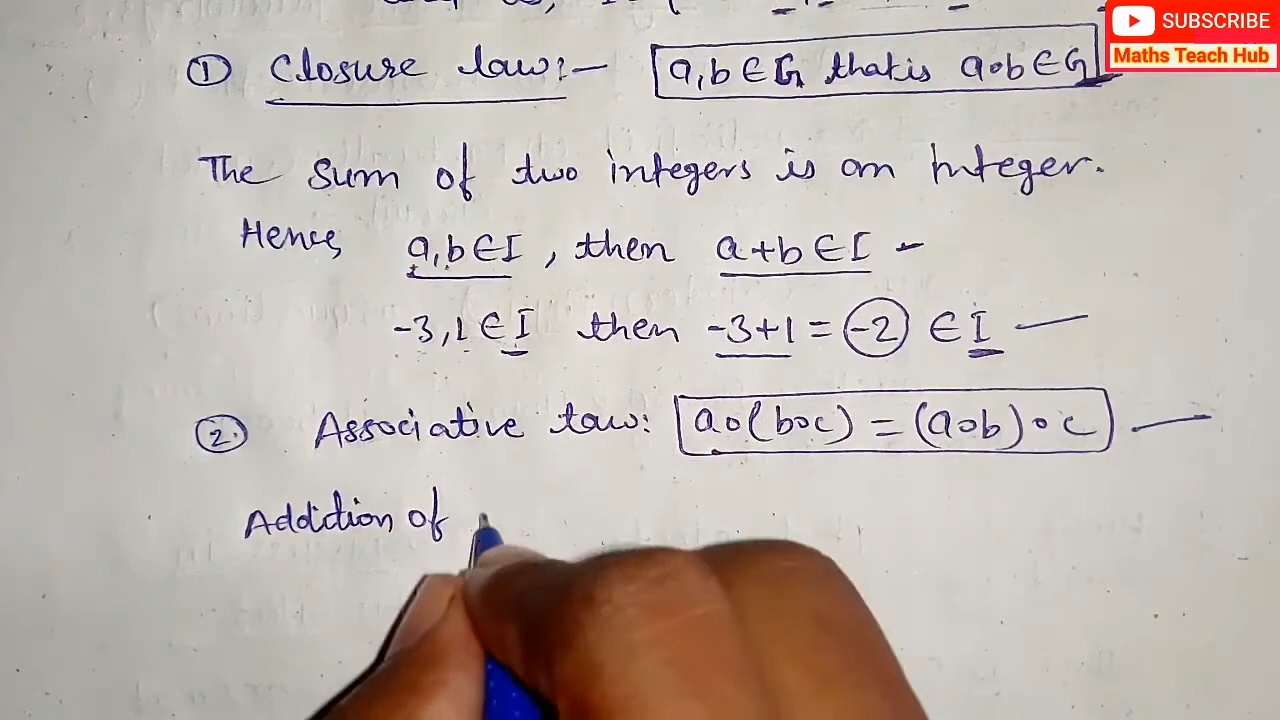 SUBSCRIBE
Maths Teach Hub
① Closure law:- a,b∈G that is a∘b∈G
The Sum of two integers is an Integer.
Hence, a,b∈I, then a+b∈I
-3,1∈I then -3+1=-2∈I
②. Associative law: a∘(b∘c)=(a∘b)∘c
Addition of